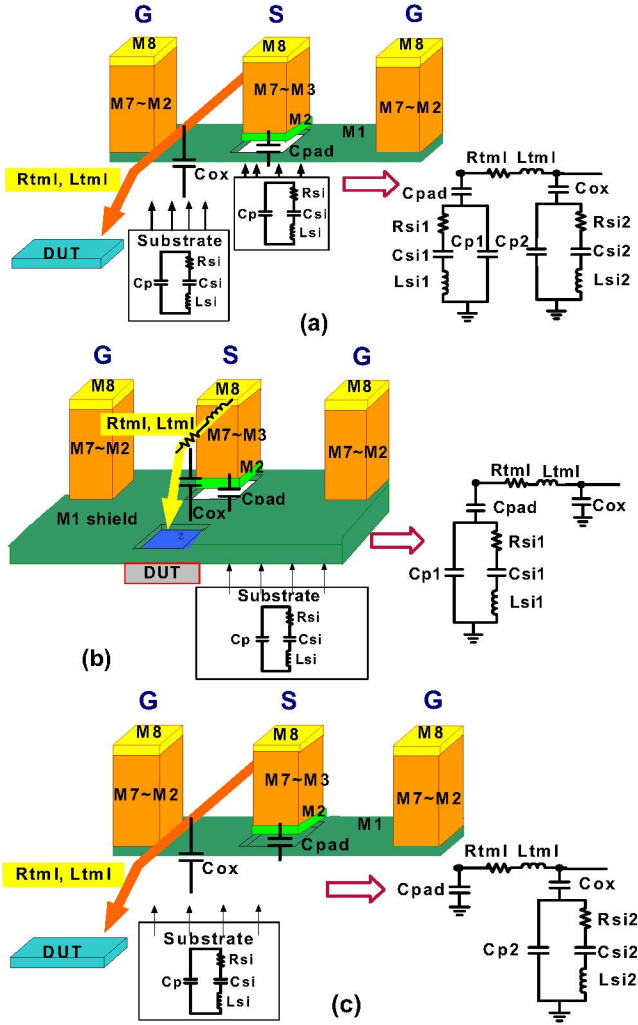 G S G
M8 M8 M8
M7~M2 M7~M3 M7~M2
M2 M1
Cpad
Rtml, Ltml Cox
Rtml Ltml
Cpad Cox
Rsi
Cp Csi
Lsi
Substrate
Rsi
Cp Csi
Lsi
DUT
Rsi1 Cp1 Cp2 Rsi2
Csi1 Csi2
Lsi1 Lsi2
(a)
G S G
M8 M8 M8
Rtml, Ltml
M7~M2 M7~M3 M7~M2
M2
Cpad
Cox
M1 shield
z
DUT
Substrate
Rsi
Cp Csi
Lsi
Rtml Ltml
Cpad Cox
Rsi1
Cp1 Csi1
Lsi1
(b)
G S G
M8 M8 M8
M7~M2 M7~M3 M7~M2
M2 M1
Cpad
Rtml, Ltml Cox
Substrate
Rsi
Cp Csi
Lsi
DUT
Rtml Ltml
Cpad Cox
Rsi2
Cp2 Csi2
Lsi2
(c)